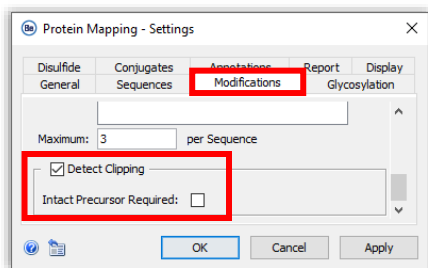 Be Protein Mapping - Settings
Disulfide Conjugates Annotations Report Display
General Sequences Modifications Glycosylation
Maximum: 3 per Sequence
Detect Clipping
Intact Precursor Required:
OK Cancel Apply